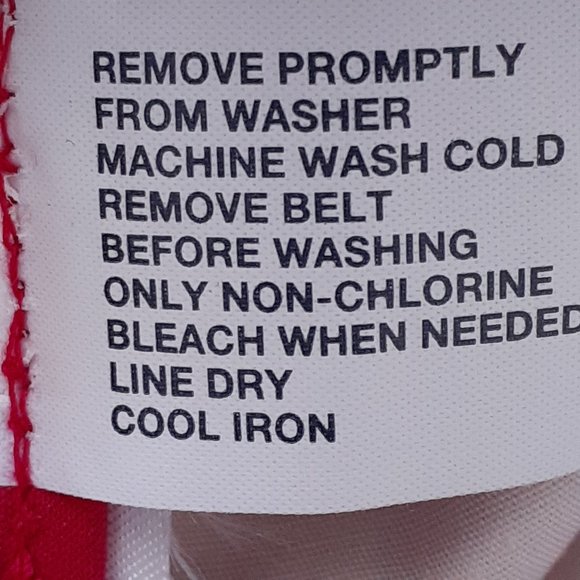 REMOVE PROMPTLY
FROM WASHER
MACHINE WASH COLD
REMOVE BELT
BEFORE WASHING
ONLY NON-CHLORINE
BLEACH WHEN NEEDED
LINE DRY
COOL IRON